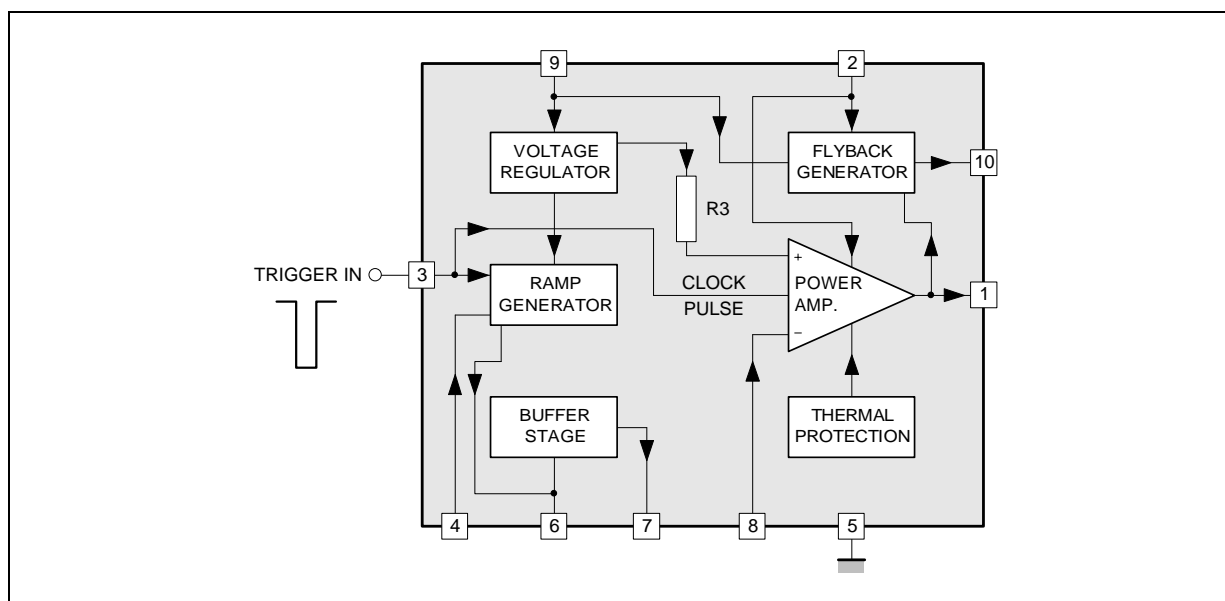 9
2
VOLTAGE
REGULATOR
FLYBACK
GENERATOR
10
R3
TRIGGER IN
3
RAMP
GENERATOR
CLOCK
PULSE
+
POWER
AMP.
−
1
BUFFER
STAGE
THERMAL
PROTECTION
4
6
7
8
5